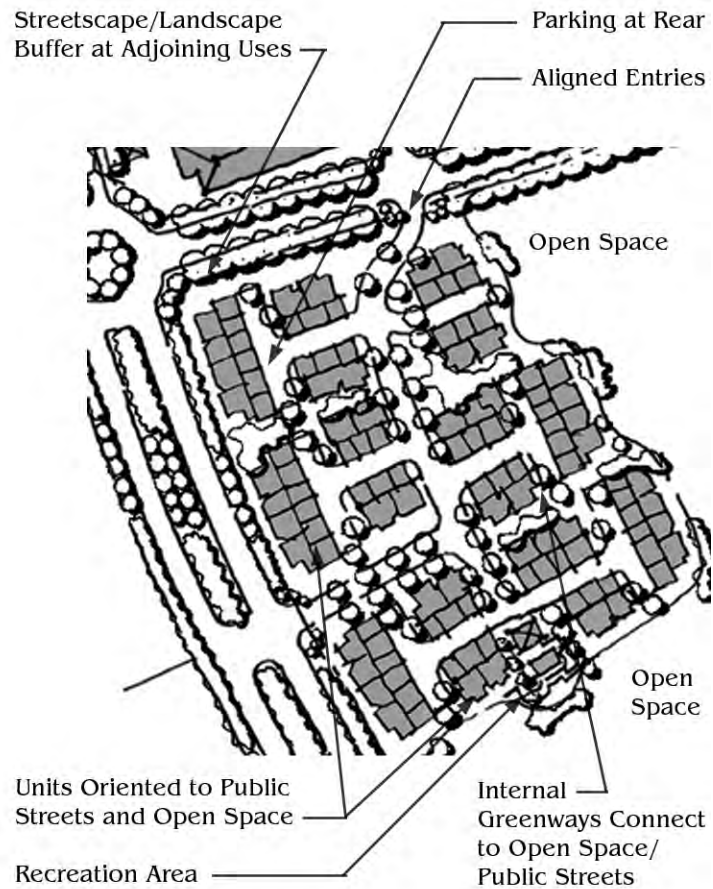 Streetscape/Landscape
Buffer at Adjoining Uses
Parking at Rear
Aligned Entries
Open Space
Open
Space
Units Oriented to Public
Streets and Open Space
Recreation Area
Internal
Greenways Connect
to Open Space/
Public Streets